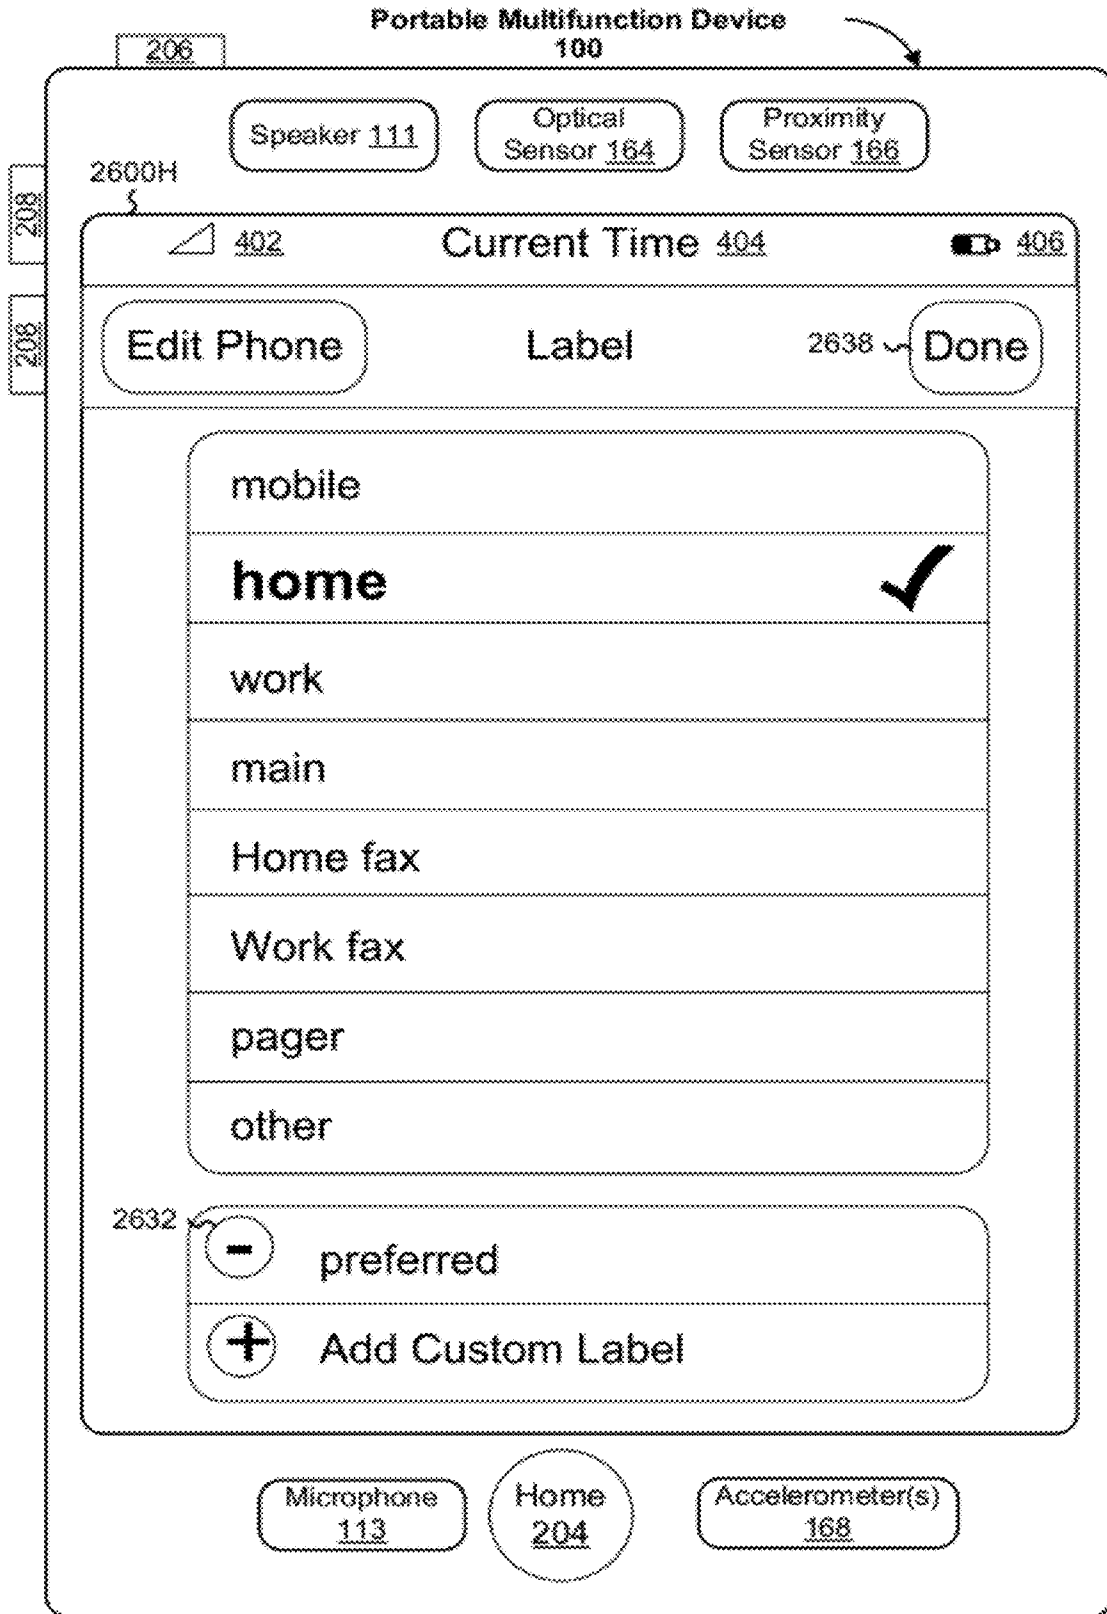 Portable Multifunction Device
100
206
Speaker 111
Optical
Sensor 164
Proximity
Sensor 166
2600H
208
402
Current Time 404
406
208
Edit Phone
Label
2638
Done
mobile
home
work
main
Home fax
Work fax
pager
other
2632
-
preferred
+
Add Custom Label
Microphone
113
Home
204
Accelerometer(s)
168